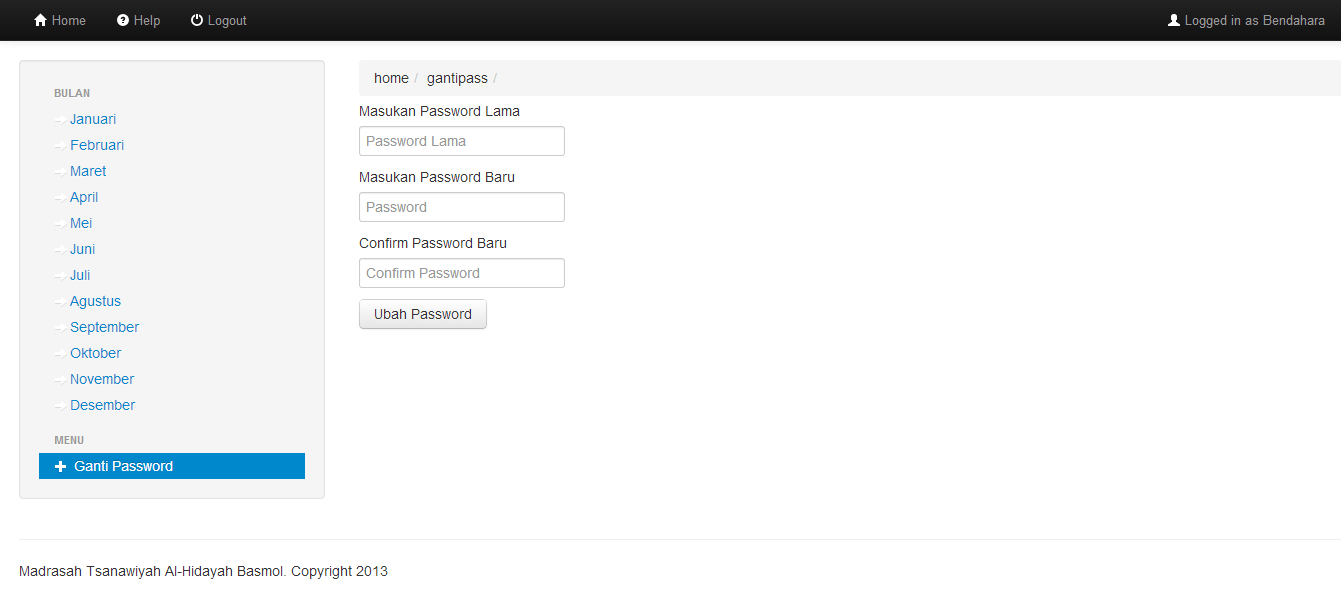 Home Help Logout Logged in as Bendahara
BULAN
Januari
Februari
Maret
April
Mei
Juni
Juli
Agustus
September
Oktober
November
Desember
MENU
Ganti Password
home / gantipass /
Masukan Password Lama
Password Lama
Masukan Password Baru
Password
Confirm Password Baru
Confirm Password
Ubah Password
Madrasah Tsanawiyah Al-Hidayah Basmol. Copyright 2013